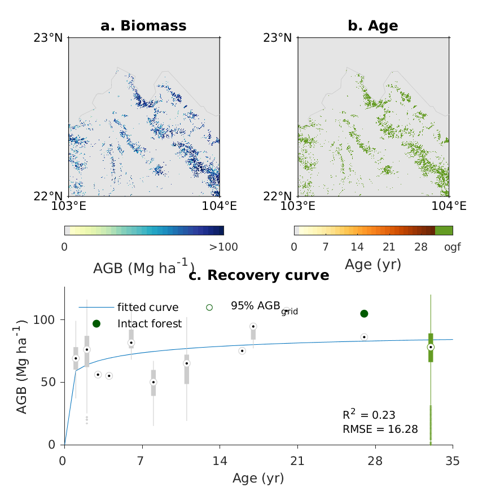 a. Biomass
b. Age
23°N
22°N
103°E
104°E
23°N
22°N
103°E
104°E
0
>100
AGB (Mg ha⁻¹)
0
7
14
21
28
ogf
Age (yr)
c. Recovery curve
fitted curve
95% AGB_grid
Intact forest
AGB (Mg ha⁻¹)
100
50
0
R² = 0.23
RMSE = 16.28
0
7
14
21
28
35
Age (yr)